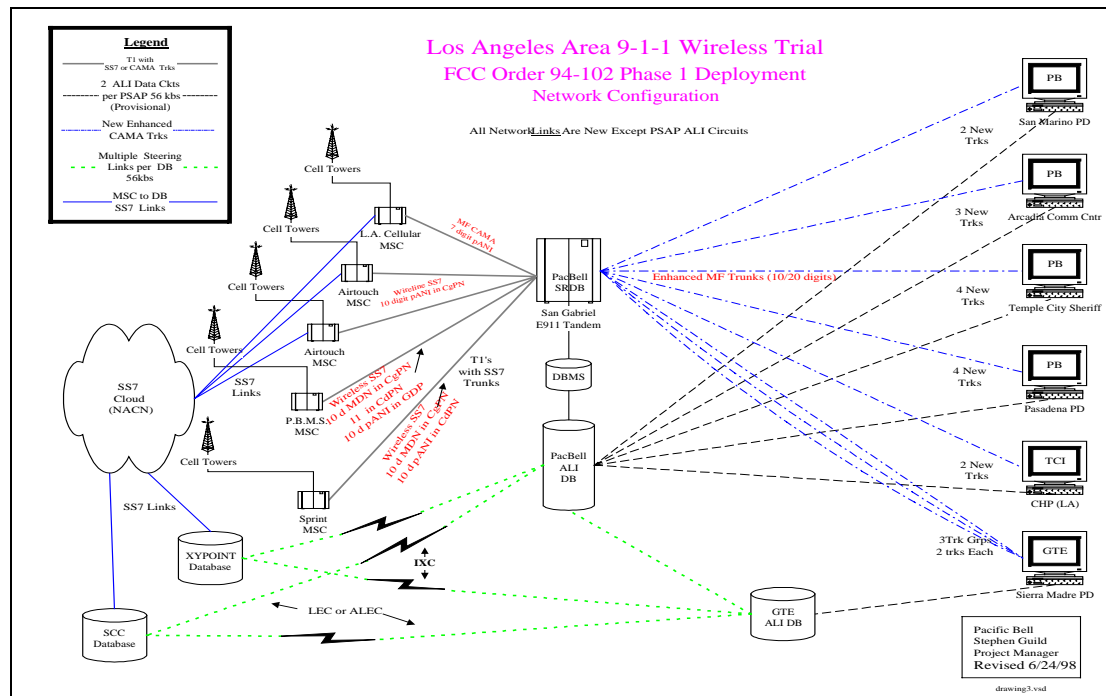 Legend
T1 with
SS7 or CAMA Trks
2 ALI Data Ckts
per PSAP 56 kbs
(Provisional)
New Enhanced
CAMA Trks
Multiple Steering
Links per DB
56kbs
MSC to DB
SS7 Links
Los Angeles Area 9-1-1 Wireless Trial
FCC Order 94-102 Phase 1 Deployment
Network Configuration
All Network Links Are New Except PSAP ALI Circuits
Cell Towers
L.A. Cellular
MSC
Cell Towers
Airtouch
MSC
Cell Towers
Airtouch
MSC
Cell Towers
P.B.M.S.
MSC
Cell Towers
Sprint
MSC
SS7
Cloud
(NACN)
SS7
Links
SS7 Links
MF CAMA
7 digit pANI
Wireline SS7
10 digit pANI in CgPN
Wireless SS7
10 d MDN in CgPN
11 in CdPN
10 d pANI in GDP
Wireless SS7
10 d MDN in CgPN
10 d pANI in CdPN
T1's
with SS7
Trunks
PacBell
SRDB
San Gabriel
E911 Tandem
DBMS
PacBell
ALI
DB
Enhanced MF Trunks (10/20 digits)
2 New
Trks
3 New
Trks
4 New
Trks
4 New
Trks
2 New
Trks
3Trk Grps
2 trks Each
PB
San Marino PD
PB
Arcadia Comm Cntr
PB
Temple City Sheriff
PB
Pasadena PD
TCI
CHP (LA)
GTE
Sierra Madre PD
XYPOINT
Database
SCC
Database
IXC
LEC or ALEC
GTE
ALI DB
Pacific Bell
Stephen Guild
Project Manager
Revised 6/24/98
drawing3.vsd